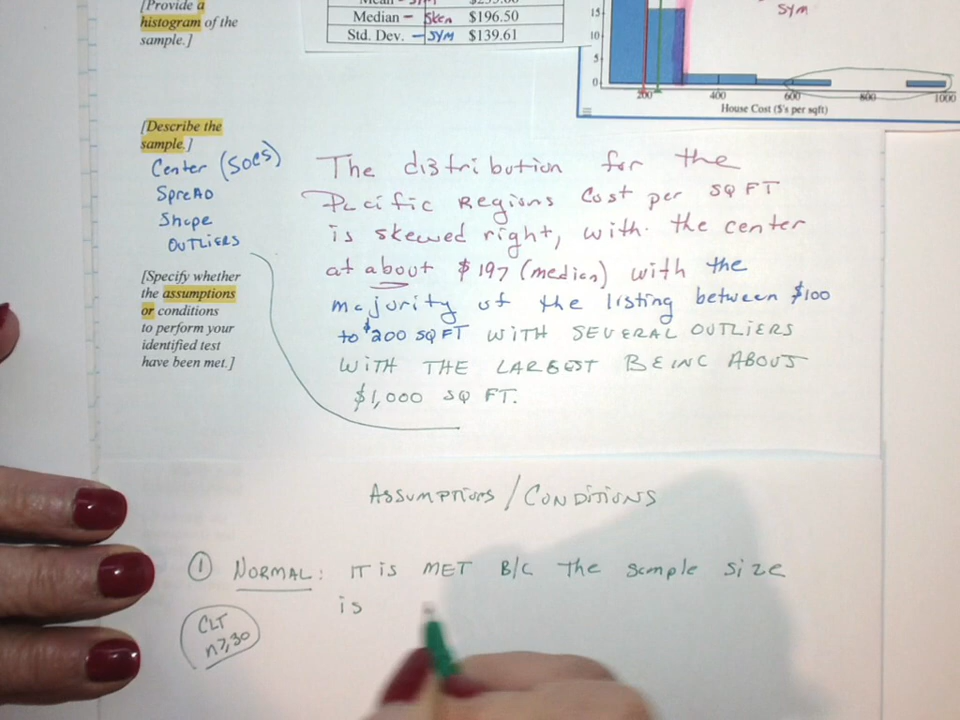 [Provide a
histogram of the
sample.]
Median – Sken $196.50
Std. Dev. – SYM $139.61
SYM
15
10
5
0
200 400 600 800 1000
House Cost ($'s per sqft)
[Describe the
sample.]
Center (SOCS)
SpreAD
Shape
OUTLIERS
[Specify whether
the assumptions
or conditions
to perform your
identified test
have been met.]
The distribution for the
Pacific Regions Cost per SQ FT
is skewed right, with the center
at about $197 (median) with the
majority of the listing between $100
to $200 SQ FT WITH SEVERAL OUTLIERS
WITH THE LARGEST BEING ABOUT
$1,000 SQ FT.
ASSUMPTIONS / CONDITIONS
① NORMAL: IT is MET B/C the sample size
is
CLT
n≥30